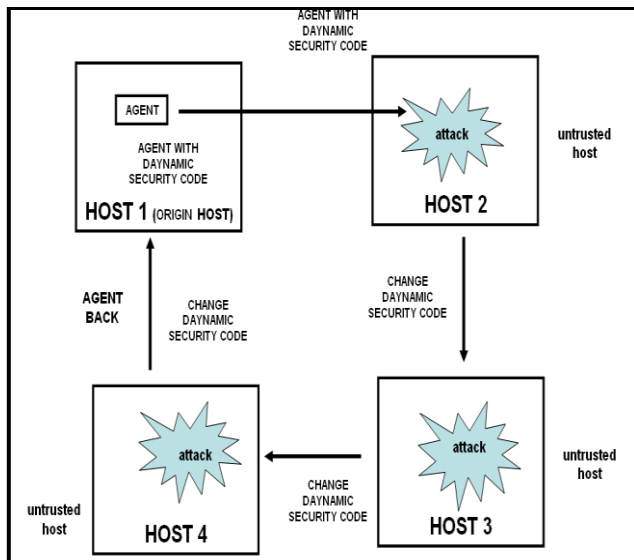 AGENT WITH
DAYNAMIC
SECURITY CODE
AGENT
AGENT WITH
DAYNAMIC
SECURITY CODE
HOST 1 (ORIGIN HOST)
attack
HOST 2
untrusted
host
CHANGE
DAYNAMIC
SECURITY CODE
attack
HOST 3
untrusted
host
CHANGE
DAYNAMIC
SECURITY CODE
attack
HOST 4
untrusted
host
AGENT
BACK
CHANGE
DAYNAMIC
SECURITY CODE